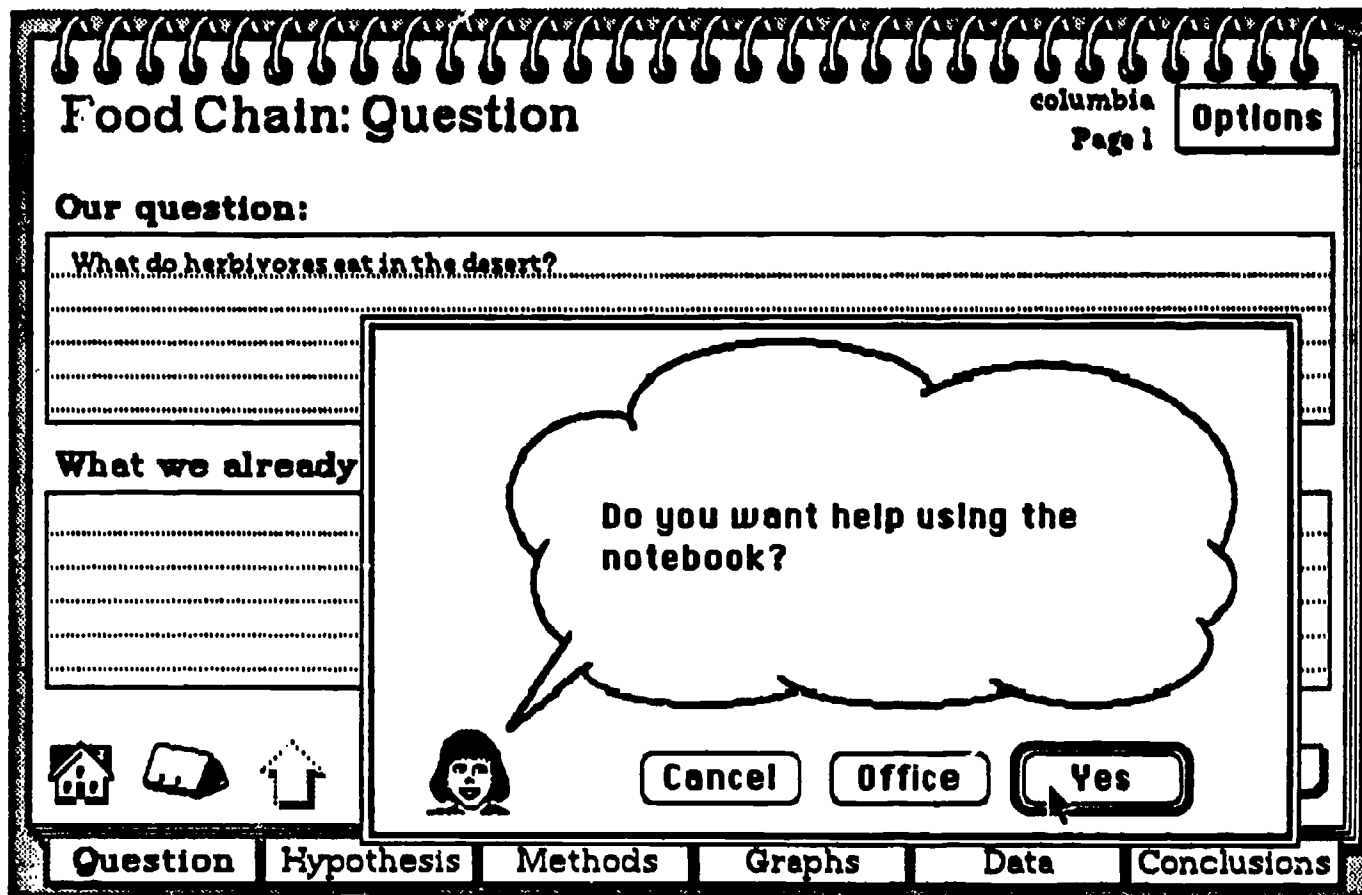 Food Chain: Question
columbia
Page 1
Options
Our question:
What do herbivores eat in the desert?
What we already
Do you want help using the
notebook?
Cancel
Office
Yes
Question
Hypothesis
Methods
Graphs
Data
Conclusions